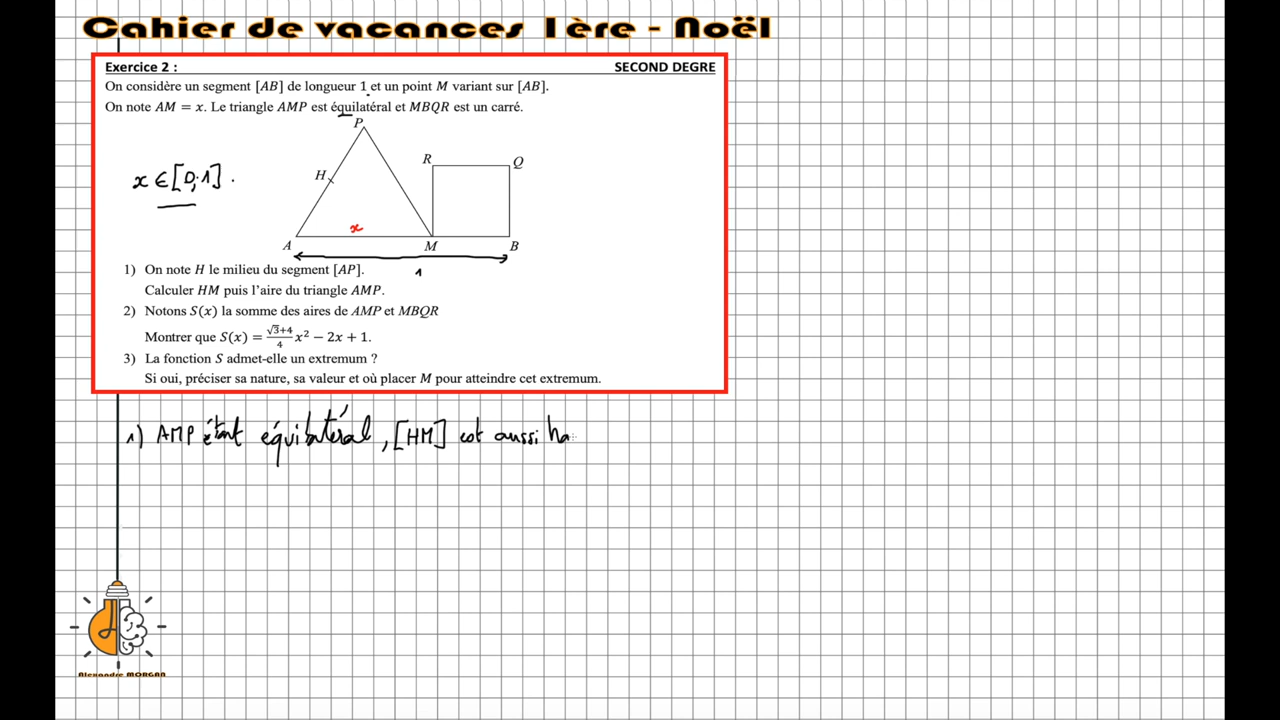 Cahier de vacances 1ère - Noël
Exercice 2 : SECOND DEGRE
On considère un segment [AB] de longueur 1 et un point M variant sur [AB].
On note AM = x. Le triangle AMP est équilatéral et MBQR est un carré.
P
R Q
H
x ∈ [0;1].
x
A M B
1
1) On note H le milieu du segment [AP].
Calculer HM puis l'aire du triangle AMP.
2) Notons S(x) la somme des aires de AMP et MBQR
Montrer que S(x) = (√3+4)/4 x² − 2x + 1.
3) La fonction S admet-elle un extremum ?
Si oui, préciser sa nature, sa valeur et où placer M pour atteindre cet extremum.
1) AMP étant équilatéral, [HM] est aussi ha
Alexandre MORGAN